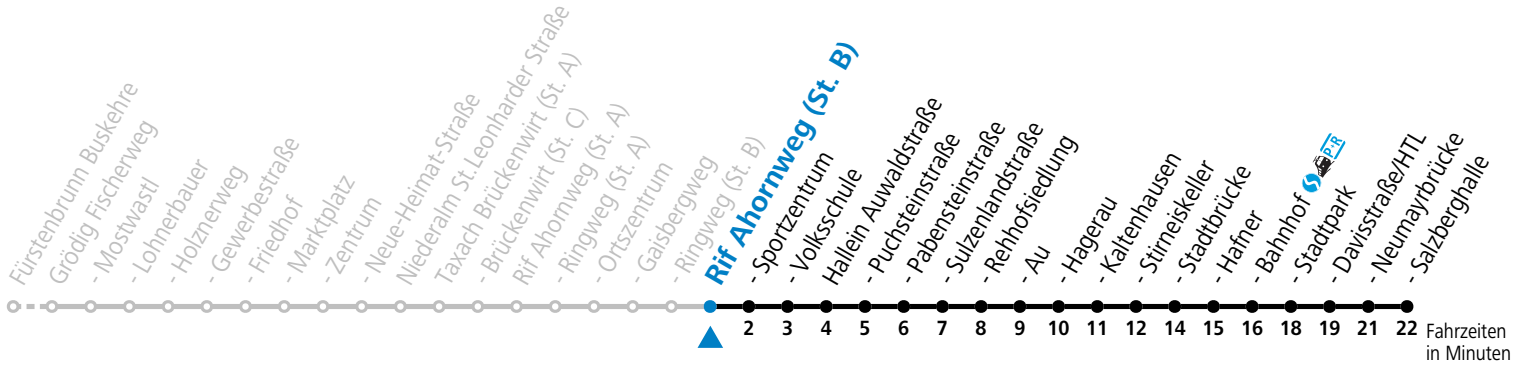 Fürstenbrunn Buskehre
Grödig Fischerweg
- Mostwastl
- Lohnerbauer
- Holznerweg
- Gewerbestraße
- Friedhof
- Marktplatz
- Zentrum
- Neue-Heimat-Straße
Niederalm St.Leonharder Straße
Taxach Brückenwirt (St. A)
- Brückenwirt (St. C)
Rif Ahornweg (St. A)
- Ringweg (St. A)
- Ortszentrum
- Gaisbergweg
- Ringweg (St. B)
Rif Ahornweg (St. B)
- Sportzentrum
- Volksschule
Hallein Auwaldstraße
- Puchsteinstraße
- Pabensteinstraße
- Sulzenlandstraße
- Rehhofsiedlung
- Au
- Hagerau
- Kaltenhausen
- Stirneiskeller
- Stadtbrücke
- Hafner
- Bahnhof S P+R
- Stadtpark
- Davisstraße/HTL
- Neumayrbrücke
- Salzberghalle
2 3 4 5 6 7 8 9 10 11 12 14 15 16 18 19 21 22 Fahrzeiten
in Minuten